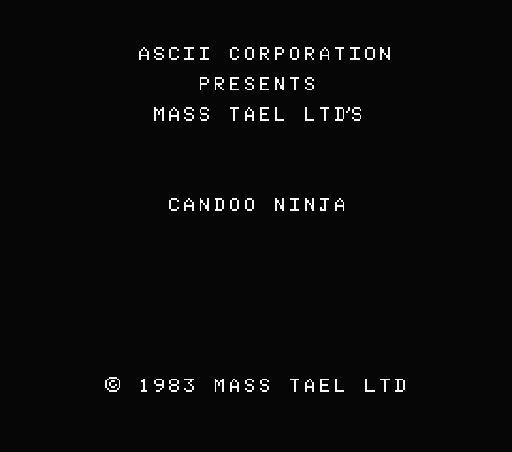 ASCII CORPORATION
PRESENTS
MASS TAEL LTD'S
CANDOO NINJA
© 1983 MASS TAEL LTD